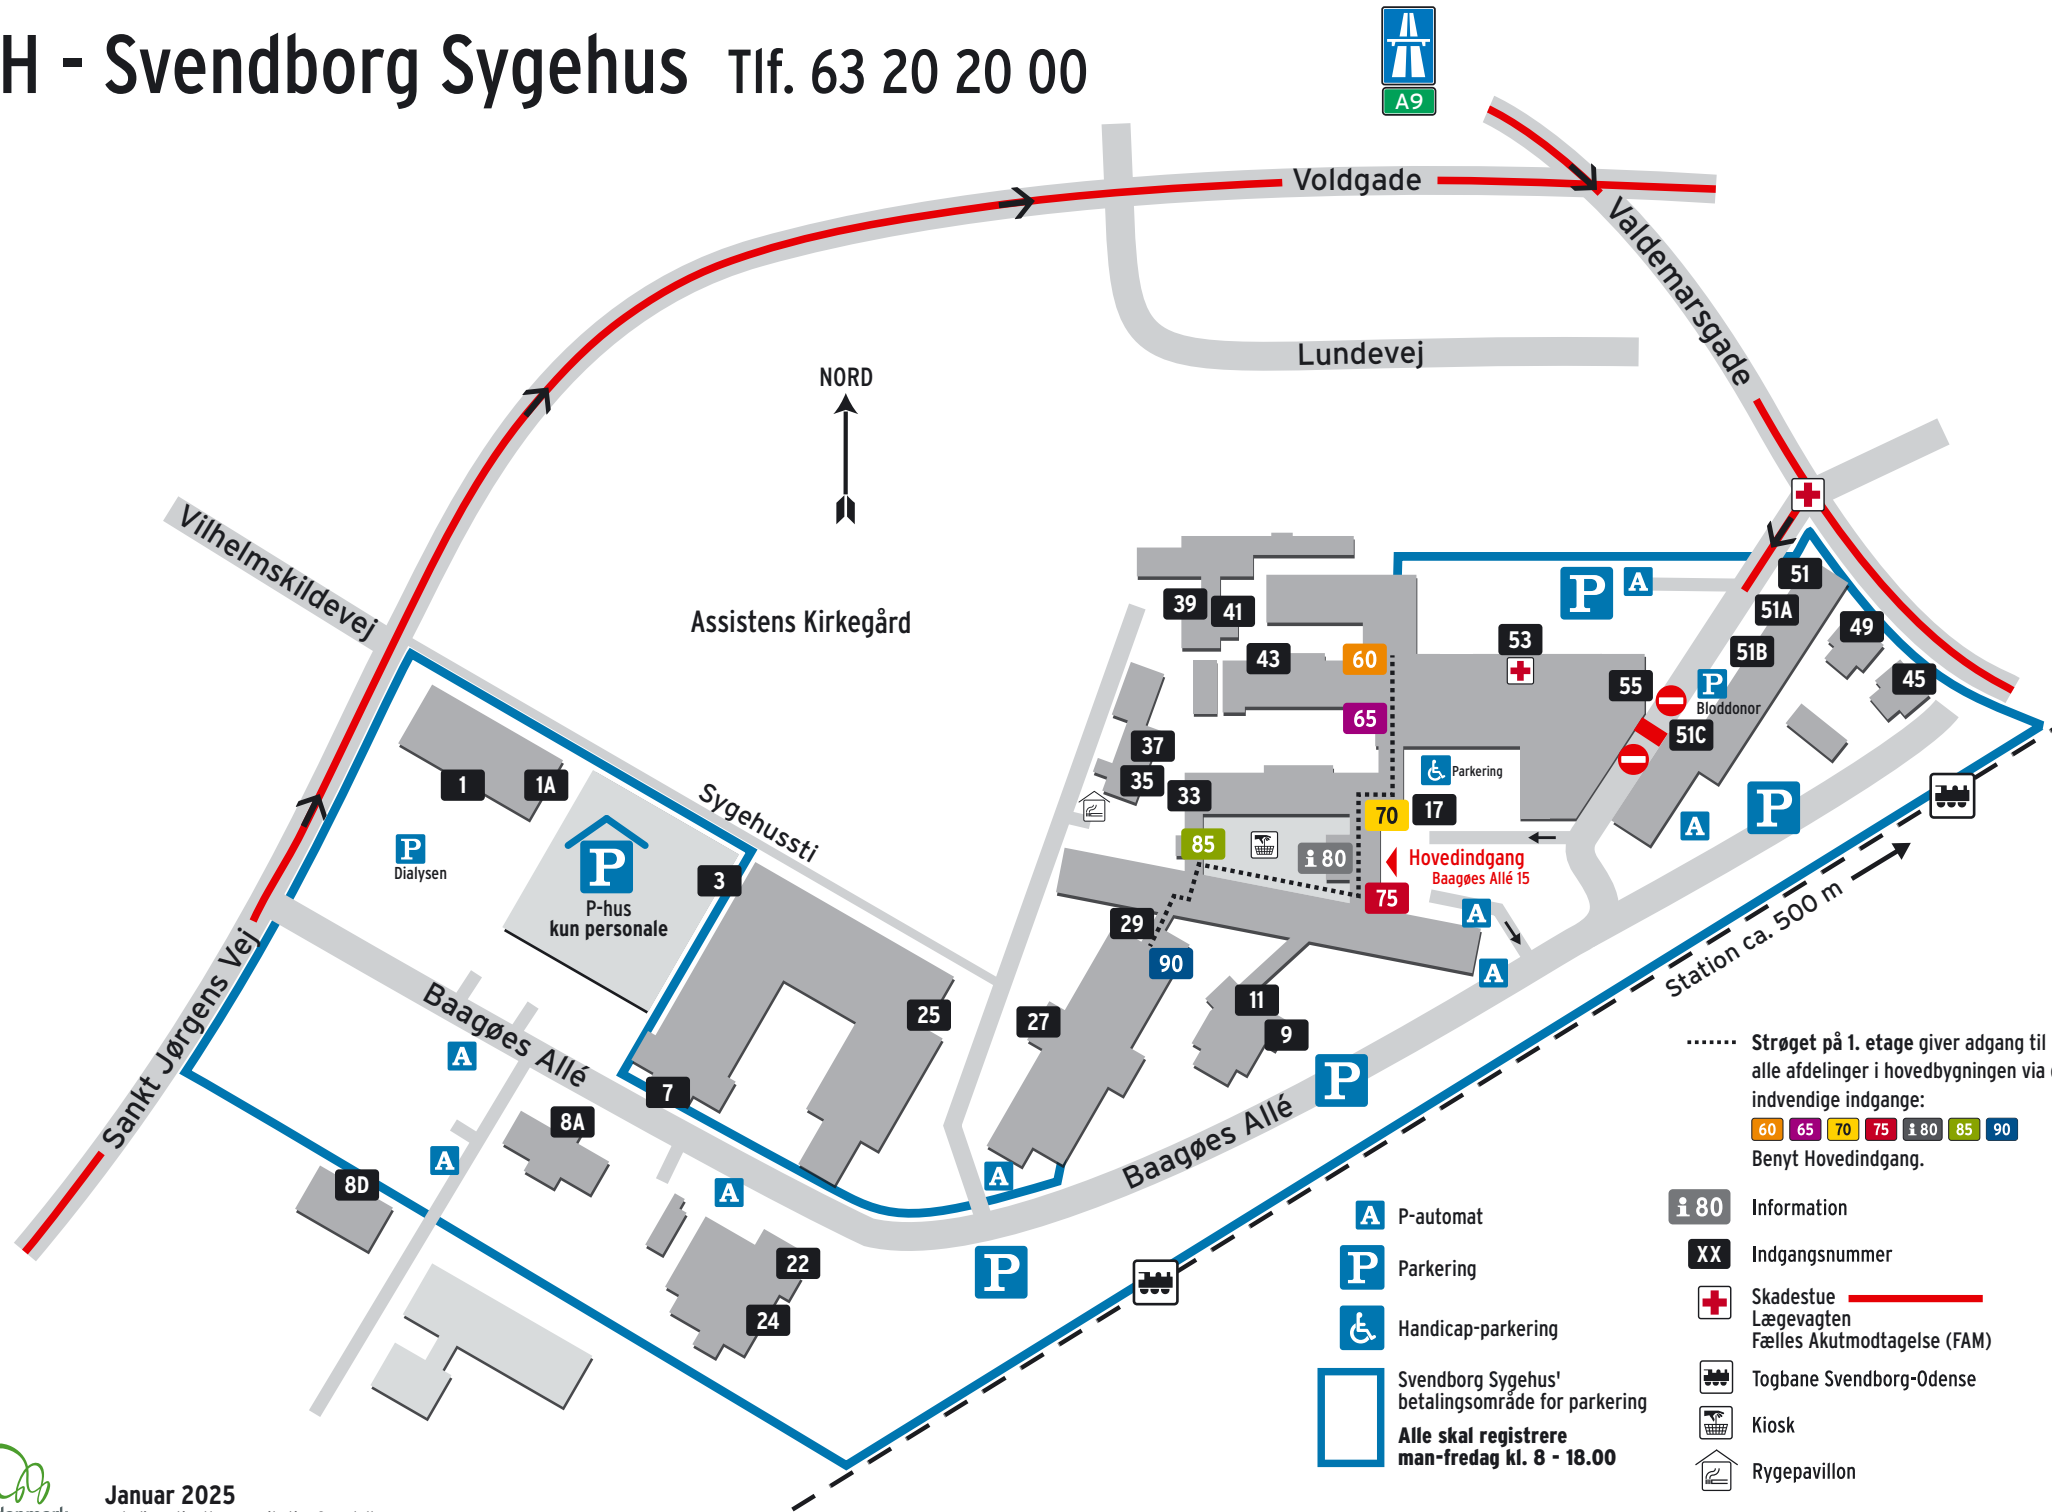 H - Svendborg Sygehus Tlf. 63 20 20 00
A9
Voldgade
Valdemarsgade
Lundevej
NORD
Vilhelmskildevej
Assistens Kirkegård
Sygehussti
Sankt Jørgens Vej
Baagøes Allé
Baagøes Allé
39
41
43
60
65
53
55
51
51A
51B
51C
49
45
P
A
P
Bloddonor
Parkering
37
35
33
70
17
85
i 80
Hovedindgang
Baagøes Allé 15
75
A
A
A
P
Station ca. 500 m
1
1A
P
Dialysen
P
P-hus
kun personale
3
29
90
25
27
11
9
P
7
A
8A
A
8D
A
A
22
24
P
Strøget på 1. etage giver adgang til
alle afdelinger i hovedbygningen via
indvendige indgange:
60 65 70 75 i 80 85 90
Benyt Hovedindgang.
A P-automat
P Parkering
Handicap-parkering
Svendborg Sygehus'
betalingsområde for parkering
Alle skal registrere
man-fredag kl. 8 - 18.00
i 80 Information
XX Indgangsnummer
Skadestue
Lægevagten
Fælles Akutmodtagelse (FAM)
Togbane Svendborg-Odense
Kiosk
Rygepavillon
Januar 2025